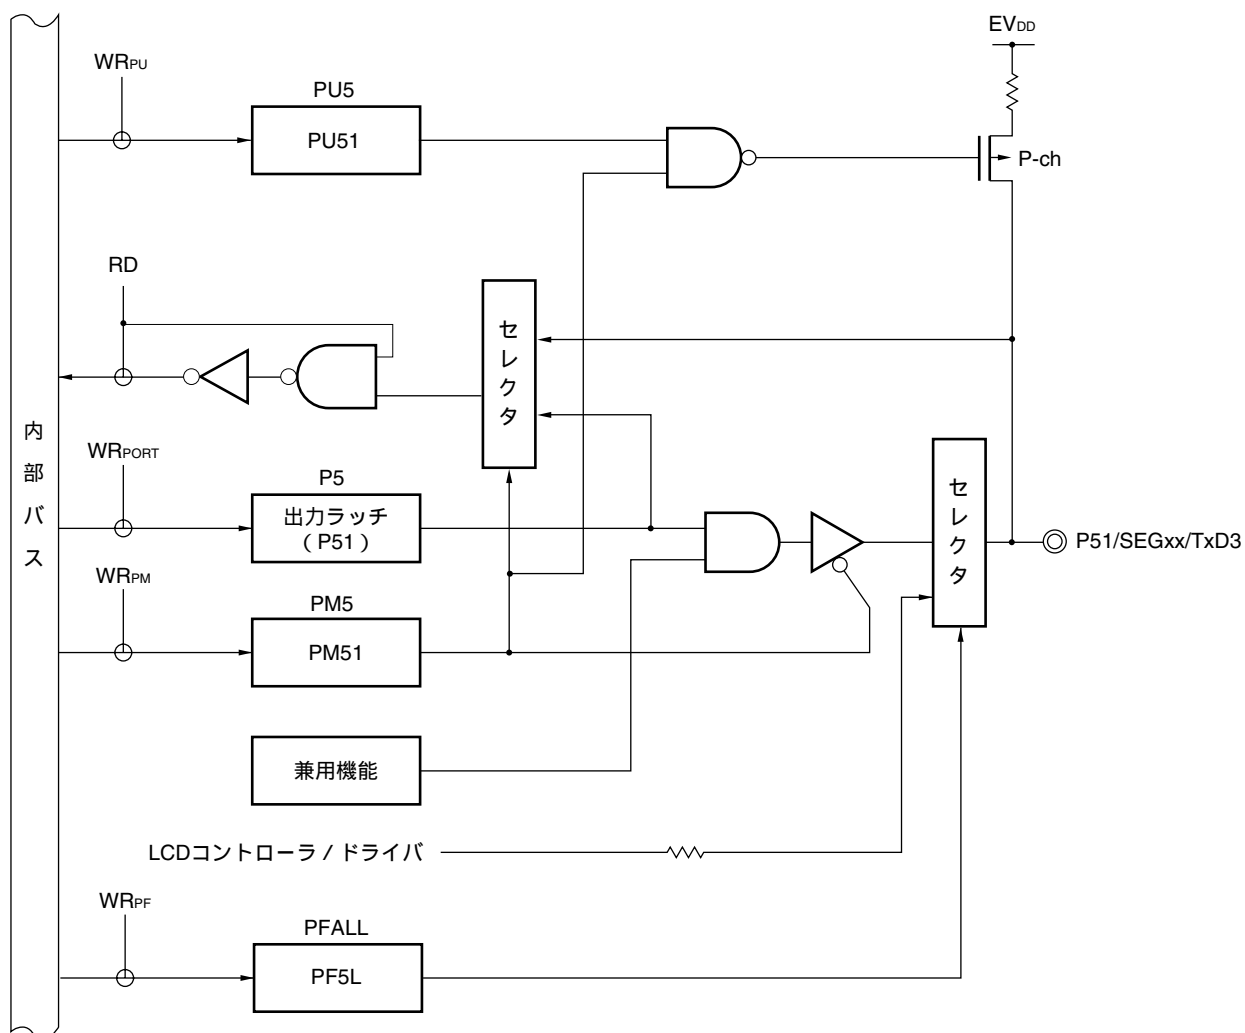 EVDD
WRPU
PU5
PU51
P-ch
RD
セレクタ
内部バス
WRPORT
P5
出力ラッチ
(P51)
セレクタ
P51/SEGxx/TxD3
WRPM
PM5
PM51
兼用機能
LCDコントローラ / ドライバ
WRPF
PFALL
PF5L